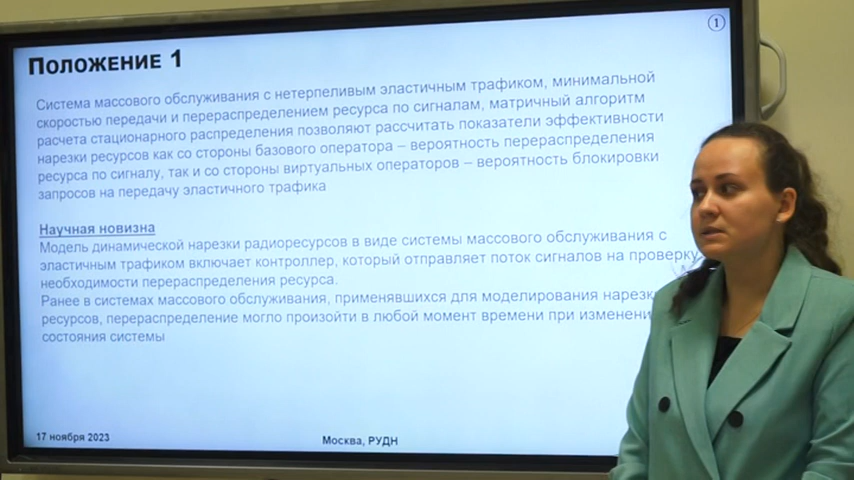 1
Положение 1
Система массового обслуживания с нетерпеливым эластичным трафиком, минимальной
скоростью передачи и перераспределением ресурса по сигналам, матричный алгоритм
расчета стационарного распределения позволяют рассчитать показатели эффективности
нарезки ресурсов как со стороны базового оператора – вероятность перераспределения
ресурса по сигналу, так и со стороны виртуальных операторов – вероятность блокировки
запросов на передачу эластичного трафика
Научная новизна
Модель динамической нарезки радиоресурсов в виде системы массового обслуживания с
эластичным трафиком включает контроллер, который отправляет поток сигналов на проверку
необходимости перераспределения ресурса.
Ранее в системах массового обслуживания, применявшихся для моделирования нарезк
ресурсов, перераспределение могло произойти в любой момент времени при изменени
состояния системы
17 ноября 2023
Москва, РУДН